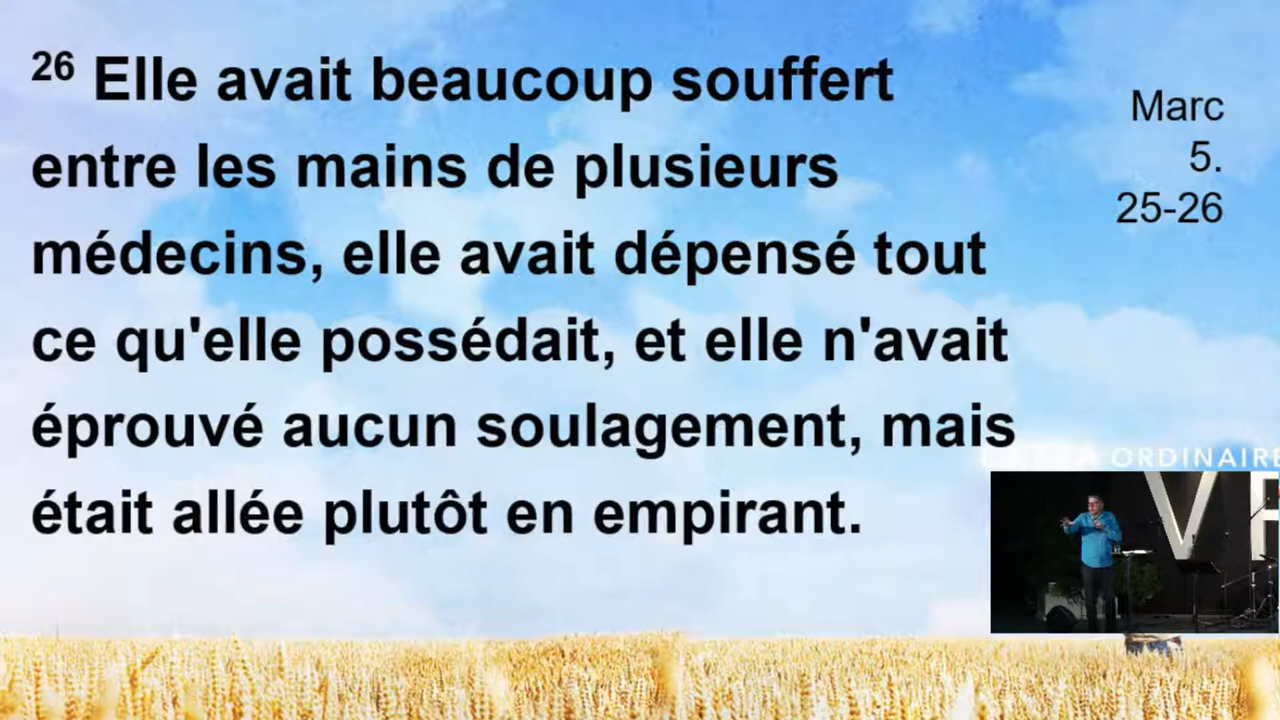 26 Elle avait beaucoup souffert
entre les mains de plusieurs
médecins, elle avait dépensé tout
ce qu'elle possédait, et elle n'avait
éprouvé aucun soulagement, mais
était allée plutôt en empirant.
Marc
5.
25-26
ORDINAIRE